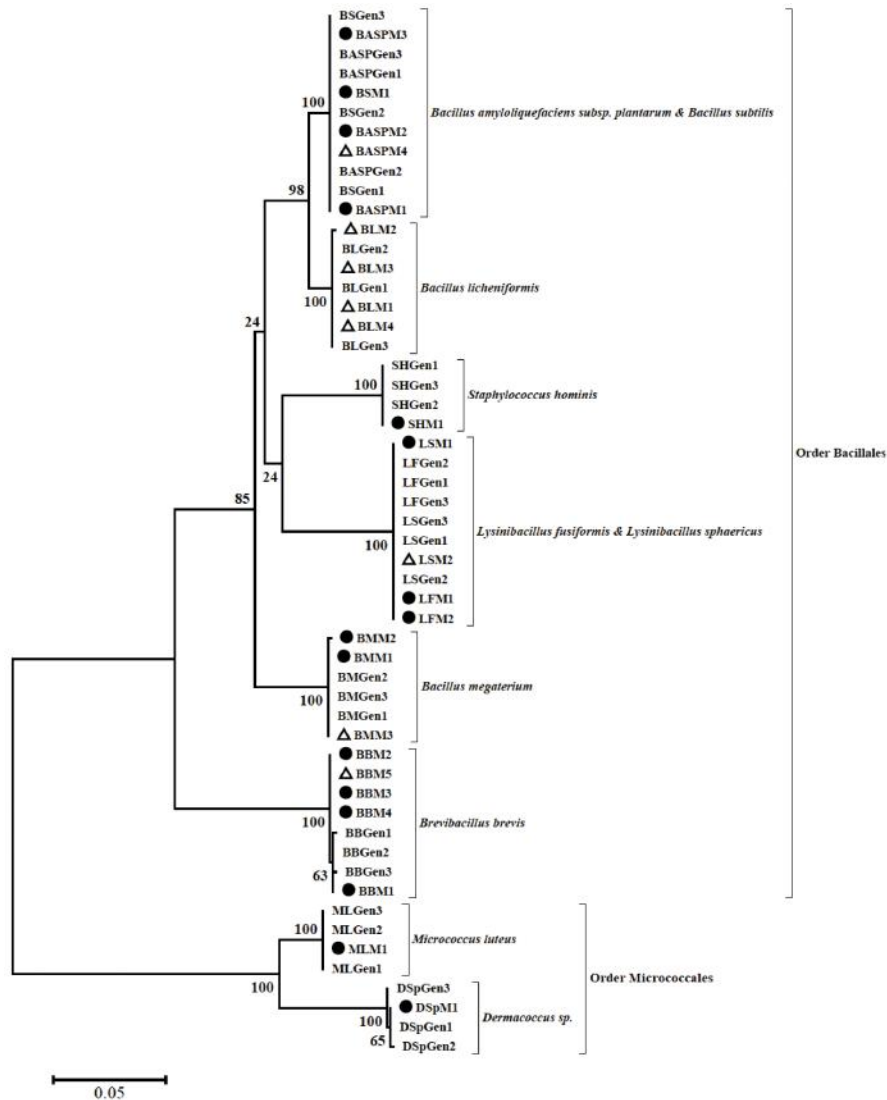 BSGen3
BASPM3
BASPGen3
BASPGen1
BSM1
100
BSGen2
Bacillus amyloliquefaciens subsp. plantarum & Bacillus subtilis
BASPM2
BASPM4
BASPGen2
98
BSGen1
BASPM1
BLM2
BLGen2
BLM3
BLGen1
Bacillus licheniformis
100
BLM1
24
BLM4
BLGen3
SHGen1
100
SHGen3
Staphylococcus hominis
SHGen2
SHM1
LSM1
Order Bacillales
LFGen2
24
LFGen1
85
LFGen3
LSGen3
Lysinibacillus fusiformis & Lysinibacillus sphaericus
LSGen1
100
LSM2
LSGen2
LFM1
LFM2
BMM2
BMM1
BMGen2
Bacillus megaterium
100
BMGen3
BMGen1
BMM3
BBM2
BBM5
BBM3
BBM4
100
Brevibacillus brevis
BBGen1
BBGen2
63
BBGen3
BBM1
MLGen3
100
MLGen2
Micrococcus luteus
MLM1
MLGen1
Order Micrococcales
100
DSpGen3
DSpM1
100
Dermacoccus sp.
DSpGen1
65
DSpGen2
0.05